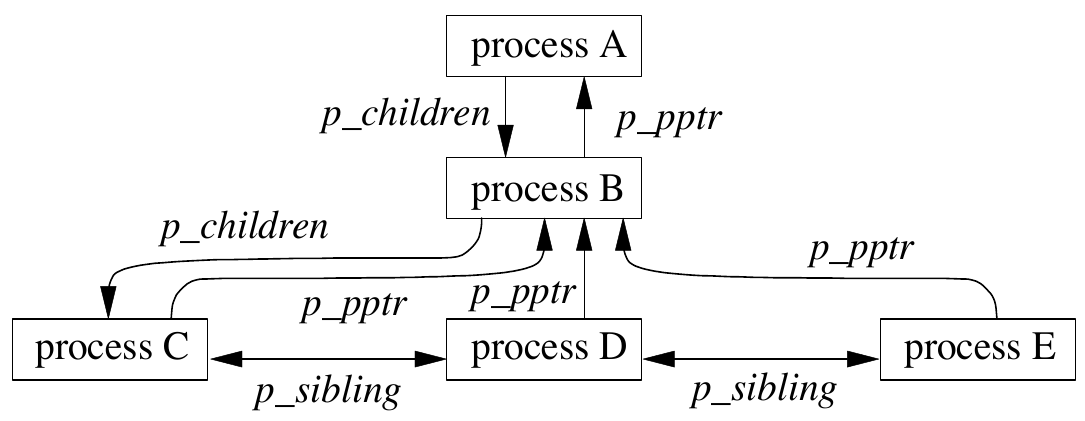 process A
p_children
p_pptr
process B
p_children
p_pptr
p_pptr
p_pptr
process C
process D
process E
p_sibling
p_sibling